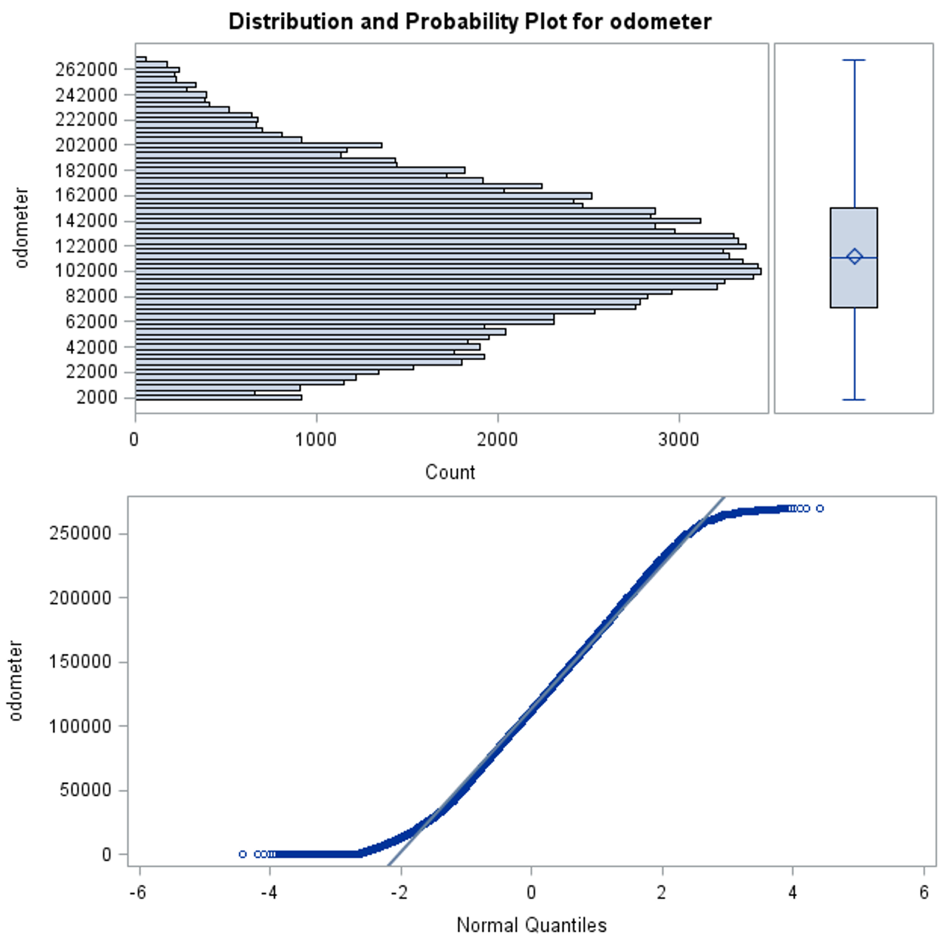 Distribution and Probability Plot for odometer
odometer
262000
242000
222000
202000
182000
162000
142000
122000
102000
82000
62000
42000
22000
2000
0 1000 2000 3000
Count
odometer
250000
200000
150000
100000
50000
0
-6 -4 -2 0 2 4 6
Normal Quantiles